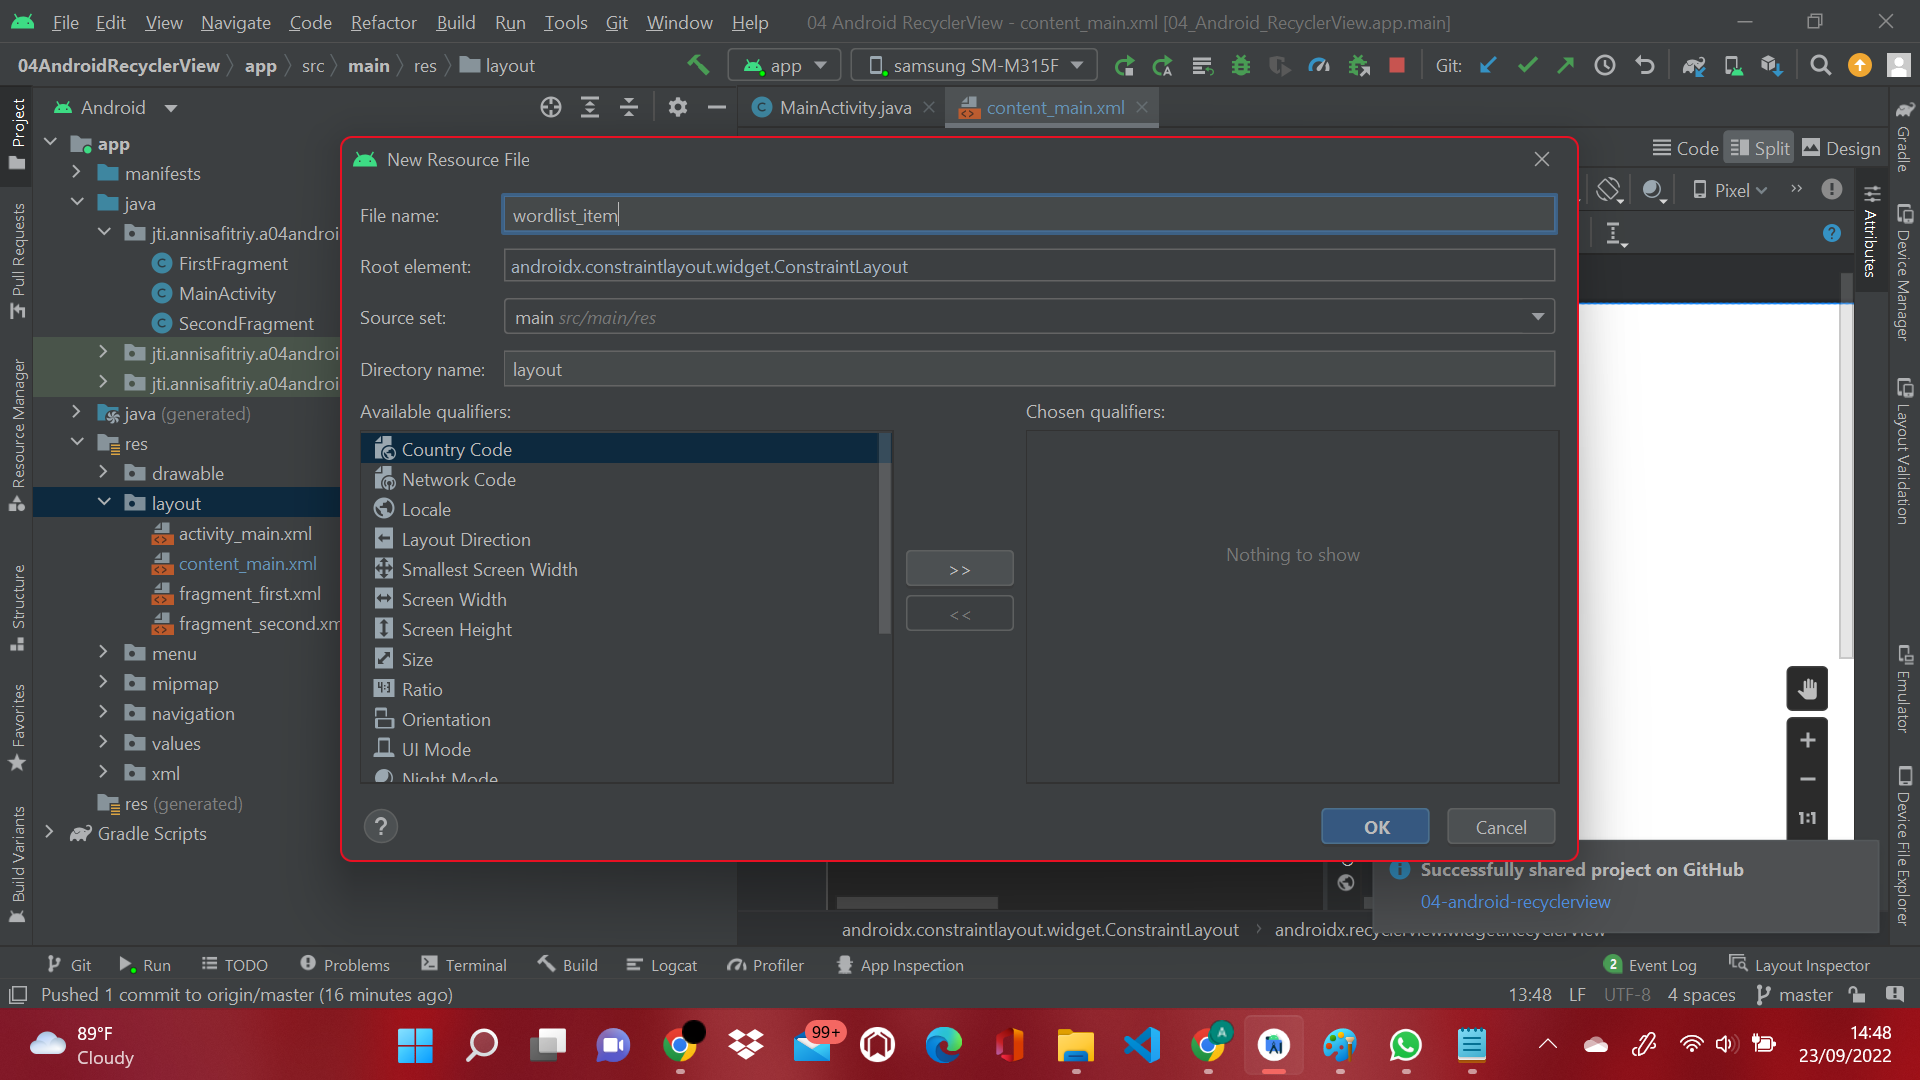 File Edit View Navigate Code Refactor Build Run Tools Git Window Help 04 Android RecyclerView - content_main.xml [04_Android_RecyclerView.app.main]
04AndroidRecyclerView app src main res layout app samsung SM-M315F Git:
Android MainActivity.java content_main.xml
Project
Pull Requests
Resource Manager
Structure
Favorites
Build Variants
app
manifests
java
jti.annisafitriy.a04androi
FirstFragment
MainActivity
SecondFragment
jti.annisafitriy.a04androi
jti.annisafitriy.a04androi
java (generated)
res
drawable
layout
activity_main.xml
content_main.xml
fragment_first.xml
fragment_second.xm
menu
mipmap
navigation
values
xml
res (generated)
Gradle Scripts
New Resource File
File name: wordlist_item
Root element: androidx.constraintlayout.widget.ConstraintLayout
Source set: main src/main/res
Directory name: layout
Available qualifiers: Chosen qualifiers:
Country Code
Network Code
Locale
Layout Direction
Smallest Screen Width
Screen Width
Screen Height
Size
Ratio
Orientation
UI Mode
Night Mode
>>
<<
Nothing to show
?
OK Cancel
Code Split Design
Pixel >>
?
Attributes
Gradle
Device Manager
Layout Validation
Emulator
Device File Explorer
1:1
Successfully shared project on GitHub
04-android-recyclerview
androidx.constraintlayout.widget.ConstraintLayout androidx.recyclerview.widget.RecyclerView
Git Run TODO Problems Terminal Build Logcat Profiler App Inspection 2 Event Log Layout Inspector
Pushed 1 commit to origin/master (16 minutes ago) 13:48 LF UTF-8 4 spaces master
89°F
Cloudy
99+
A
14:48
23/09/2022